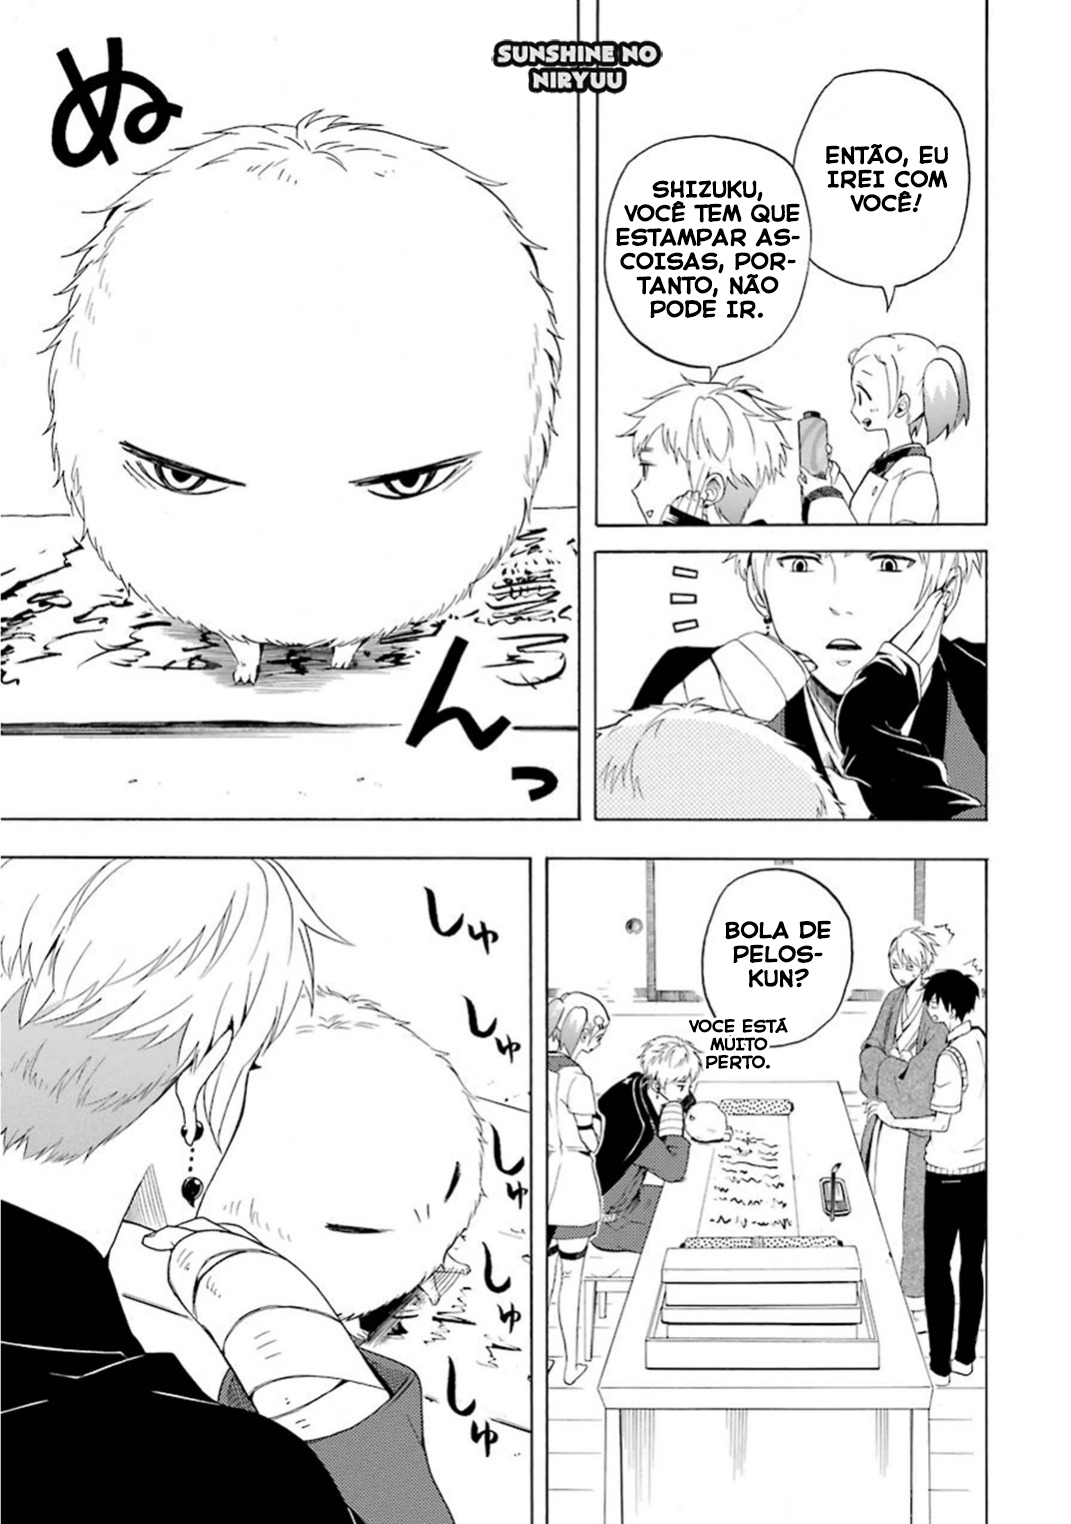 SUNSHINE NO
NIRYUU
ENTÃO, EU
IREI COM
VOCÊ!
SHIZUKU,
VOCÊ TEM QUE
ESTAMPAR AS-
COISAS, POR-
TANTO, NÃO
PODE IR.
ぬ
んっ
BOLA DE
PELOS-
KUN?
VOCE ESTÁ
MUITO
PERTO.
しゅ
しゅ
しゅ
しゅ
しゅ